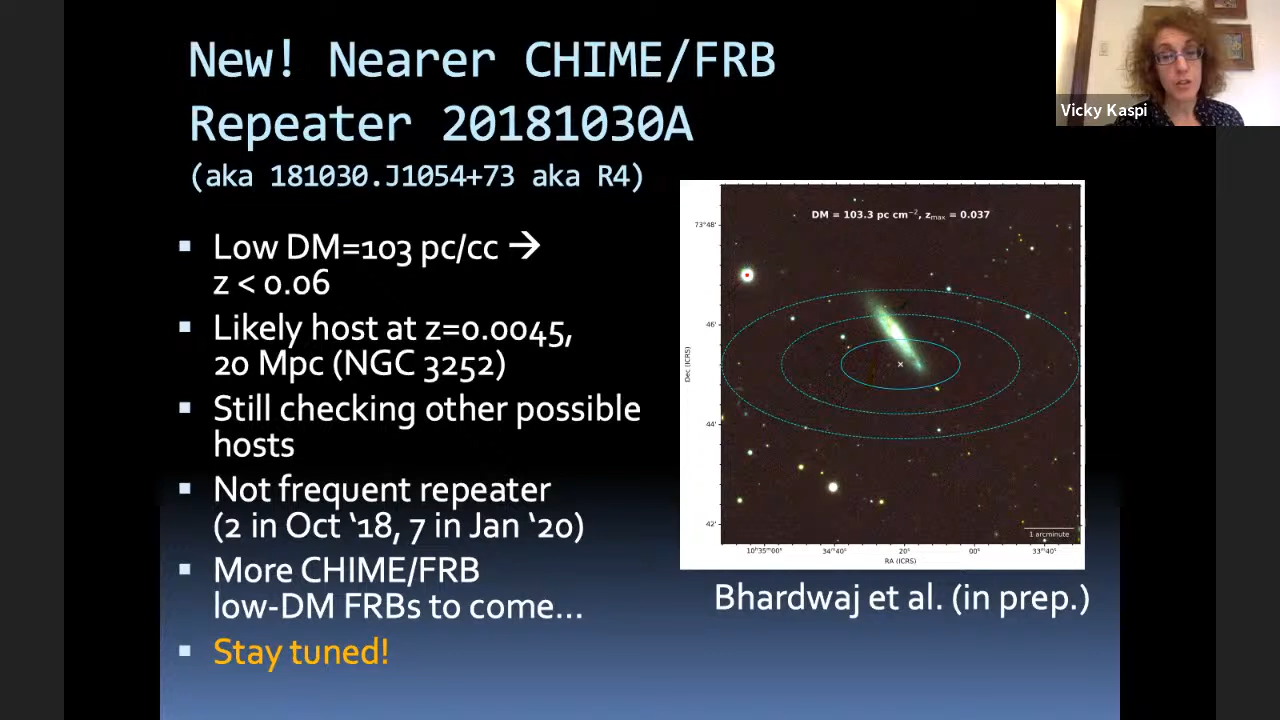 New! Nearer CHIME/FRB
Repeater 20181030A
(aka 181030.J1054+73 aka R4)
Vicky Kaspi
▪ Low DM=103 pc/cc →
z < 0.06
▪ Likely host at z=0.0045,
20 Mpc (NGC 3252)
▪ Still checking other possible
hosts
▪ Not frequent repeater
(2 in Oct ‘18, 7 in Jan ‘20)
▪ More CHIME/FRB
low-DM FRBs to come…
▪ Stay tuned!
DM = 103.3 pc cm⁻², zmax = 0.037
73°48'
46'
44'
42'
Dec (ICRS)
1 arcminute
10ʰ35ᵐ00ˢ 34ᵐ40ˢ 20ˢ 00ˢ 33ᵐ40ˢ
RA (ICRS)
Bhardwaj et al. (in prep.)